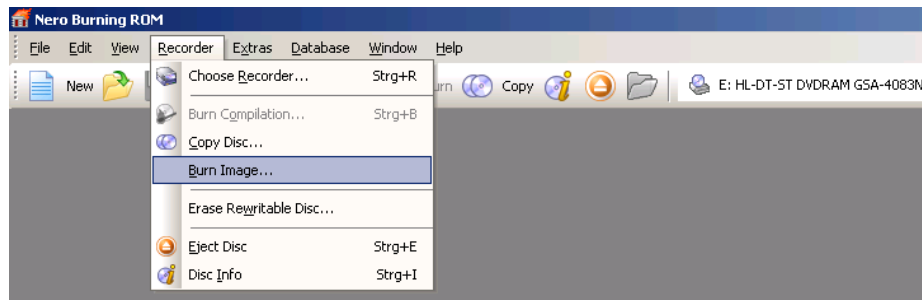 Nero Burning ROM
File Edit View Recorder Extras Database Window Help
New Copy E: HL-DT-ST DVDRAM GSA-4083N
Choose Recorder... Strg+R
Burn Compilation... Strg+B
Copy Disc...
Burn Image...
Erase Rewritable Disc...
Eject Disc Strg+E
Disc Info Strg+I